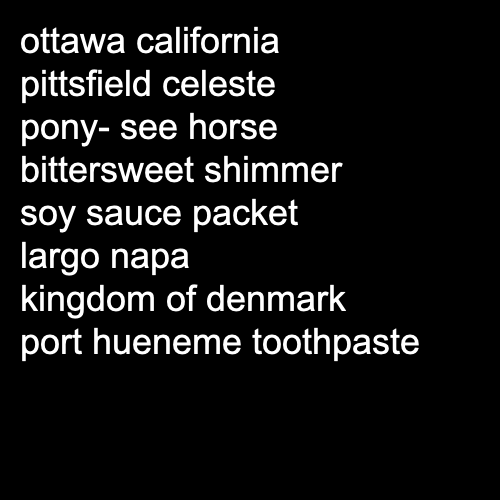 ottawa california
pittsfield celeste
pony- see horse
bittersweet shimmer
soy sauce packet
largo napa
kingdom of denmark
port hueneme toothpaste